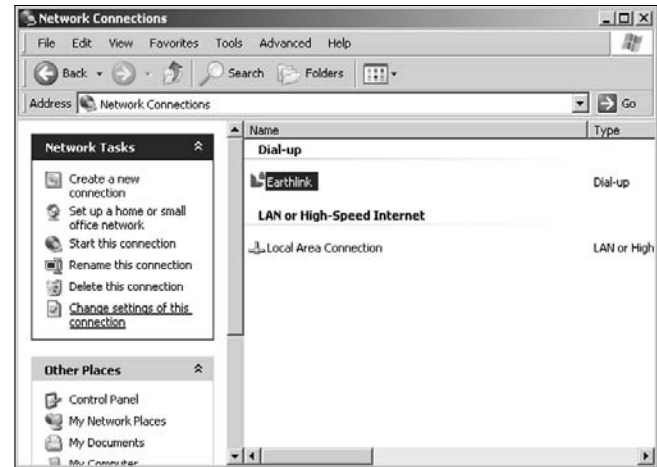 Network Connections
File Edit View Favorites Tools Advanced Help
Back Search Folders
Address Network Connections Go
Network Tasks
Create a new
connection
Set up a home or small
office network
Start this connection
Rename this connection
Delete this connection
Change settings of this
connection
Other Places
Control Panel
My Network Places
My Documents
My Computer
Name Type
Dial-up
Earthlink Dial-up
LAN or High-Speed Internet
Local Area Connection LAN or High